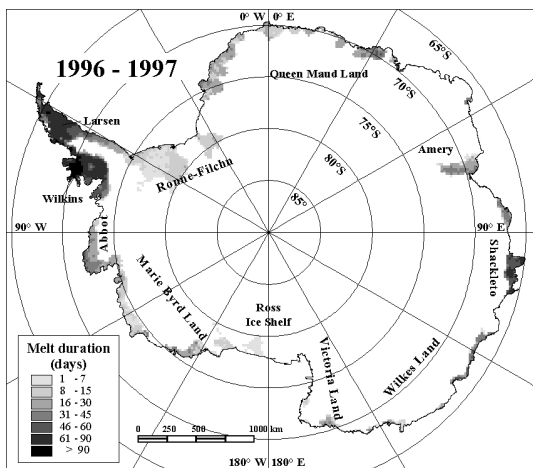 0° W
0° E
65°S
1996 - 1997
Queen Maud Land
70°S
Larsen
75°S
Amery
80°S
Ronne-Filchn
Wilkins
85°
90° W
90° E
Abbot
Shackleto
Marie Byrd Land
Ross
Ice Shelf
Wilkes Land
Victoria Land
Melt duration
(days)
1 - 7
8 - 15
16 - 30
31 - 45
46 - 60
61 - 90
> 90
0 250 500 1000 km
180° W
180° E